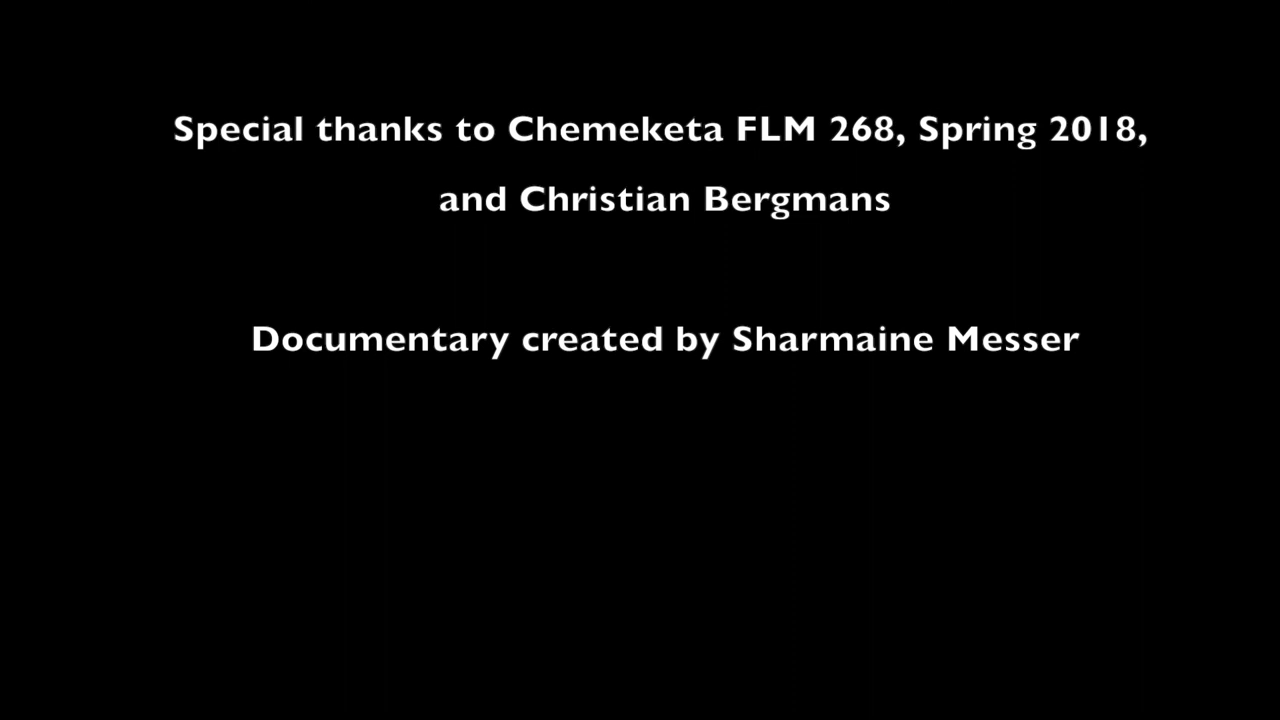 Special thanks to Chemeketa FLM 268, Spring 2018,
and Christian Bergmans
Documentary created by Sharmaine Messer